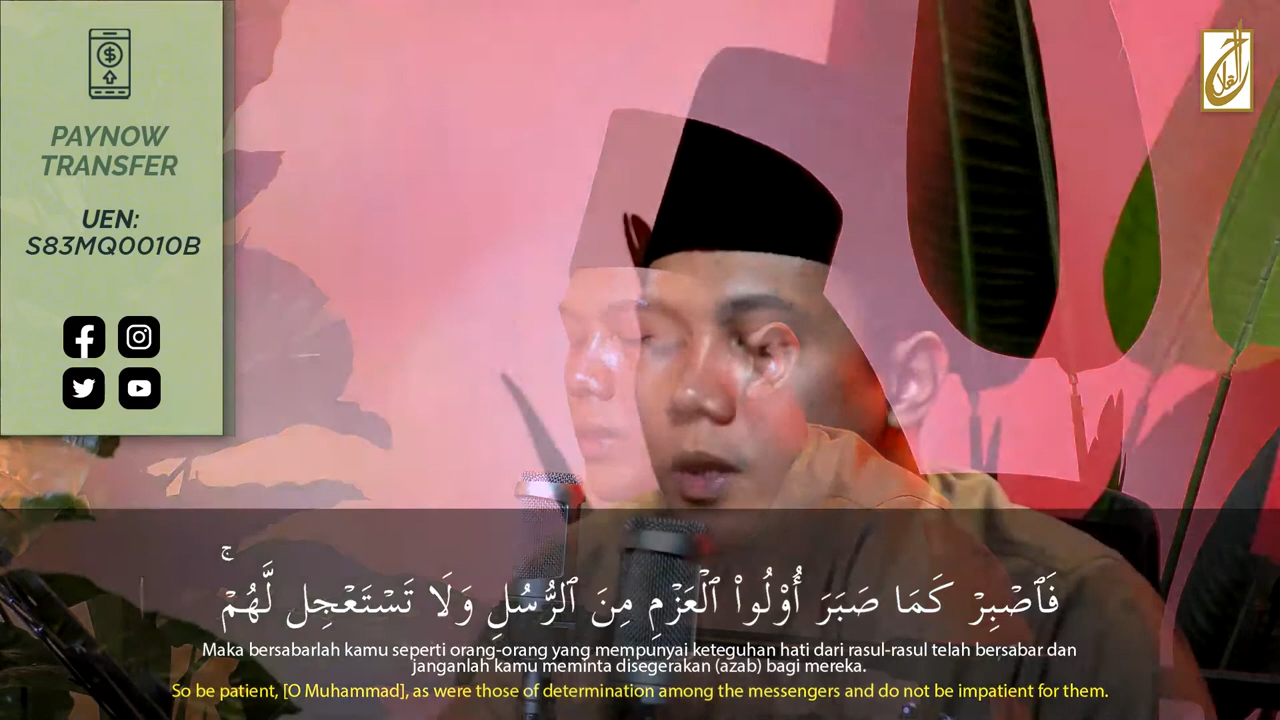 PAYNOW
TRANSFER
UEN:
S83MQ0010B
فَٱصْبِرْ كَمَا صَبَرَ أُو۟لُوا۟ ٱلْعَزْمِ مِنَ ٱلرُّسُلِ وَلَا تَسْتَعْجِل لَّهُمْ ۚ
Maka bersabarlah kamu seperti orang-orang yang mempunyai keteguhan hati dari rasul-rasul telah bersabar dan
janganlah kamu meminta disegerakan (azab) bagi mereka.
So be patient, [O Muhammad], as were those of determination among the messengers and do not be impatient for them.